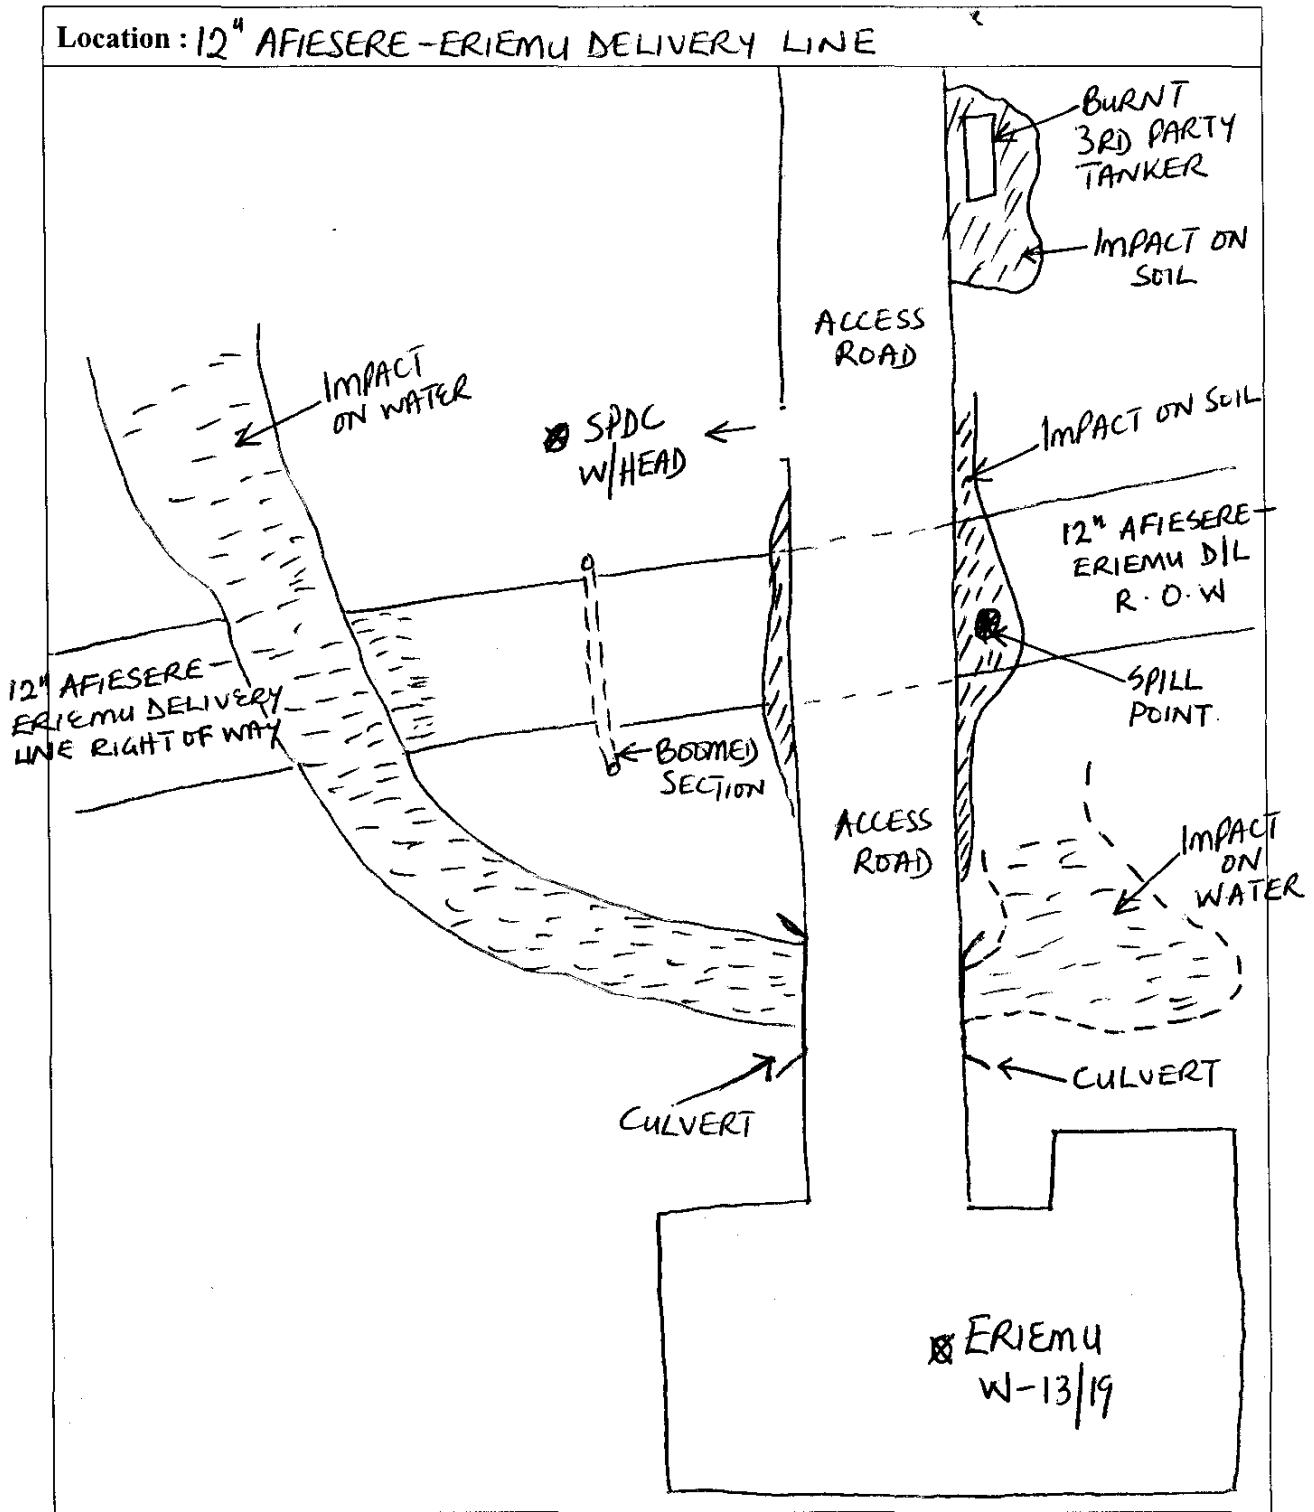 Location : 12" AFIESERE-ERIEMU DELIVERY LINE
BURNT
3RD PARTY
TANKER
IMPACT ON
SOIL
ACCESS
ROAD
IMPACT
ON WATER
SPDC
W/HEAD
IMPACT ON SOIL
12" AFIESERE-
ERIEMU D/L
R.O.W
SPILL
POINT.
12" AFIESERE-
ERIEMU DELIVERY
LINE RIGHT OF WAY
BOOMED
SECTION
ACCESS
ROAD
IMPACT
ON
WATER
CULVERT
CULVERT
ERIEMU
W-13/19